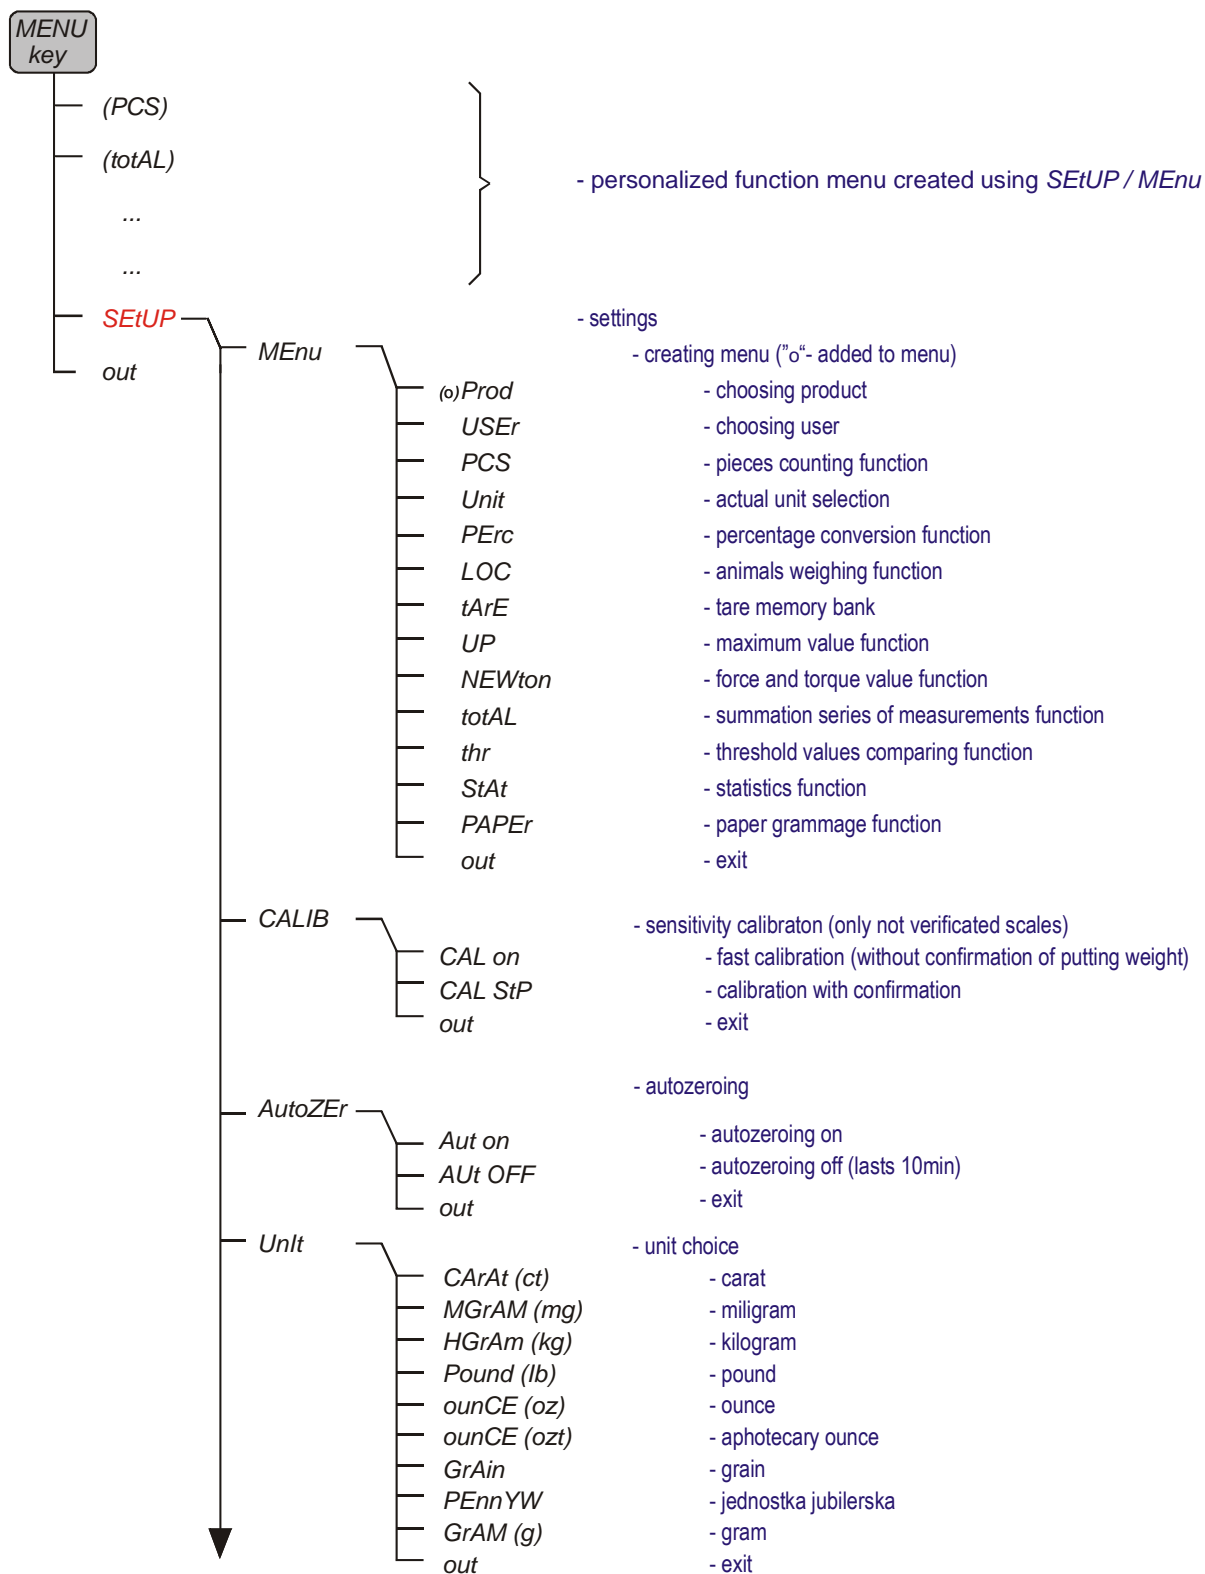 MENU
key
(PCS)
(totAL)
- personalized function menu created using SEtUP / MEnu
...
...
SEtUP - settings
MEnu - creating menu ("o"- added to menu)
out
(o) Prod - choosing product
USEr - choosing user
PCS - pieces counting function
Unit - actual unit selection
PErc - percentage conversion function
LOC - animals weighing function
tArE - tare memory bank
UP - maximum value function
NEWton - force and torque value function
totAL - summation series of measurements function
thr - threshold values comparing function
StAt - statistics function
PAPEr - paper grammage function
out - exit
CALIB - sensitivity calibraton (only not verificated scales)
CAL on - fast calibration (without confirmation of putting weight)
CAL StP - calibration with confirmation
out - exit
AutoZEr - autozeroing
Aut on - autozeroing on
AUt OFF - autozeroing off (lasts 10min)
out - exit
UnIt - unit choice
CArAt (ct) - carat
MGrAM (mg) - miligram
HGrAm (kg) - kilogram
Pound (lb) - pound
ounCE (oz) - ounce
ounCE (ozt) - aphotecary ounce
GrAin - grain
PEnnYW - jednostka jubilerska
GrAM (g) - gram
out - exit